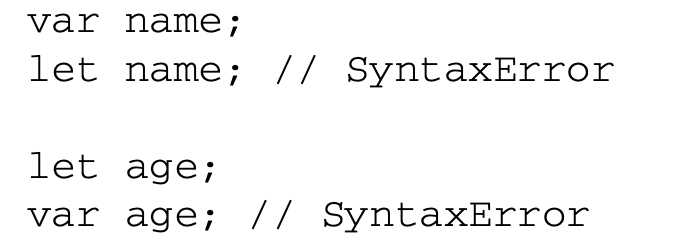 var name;
let name; // SyntaxError
let age;
var age; // SyntaxError